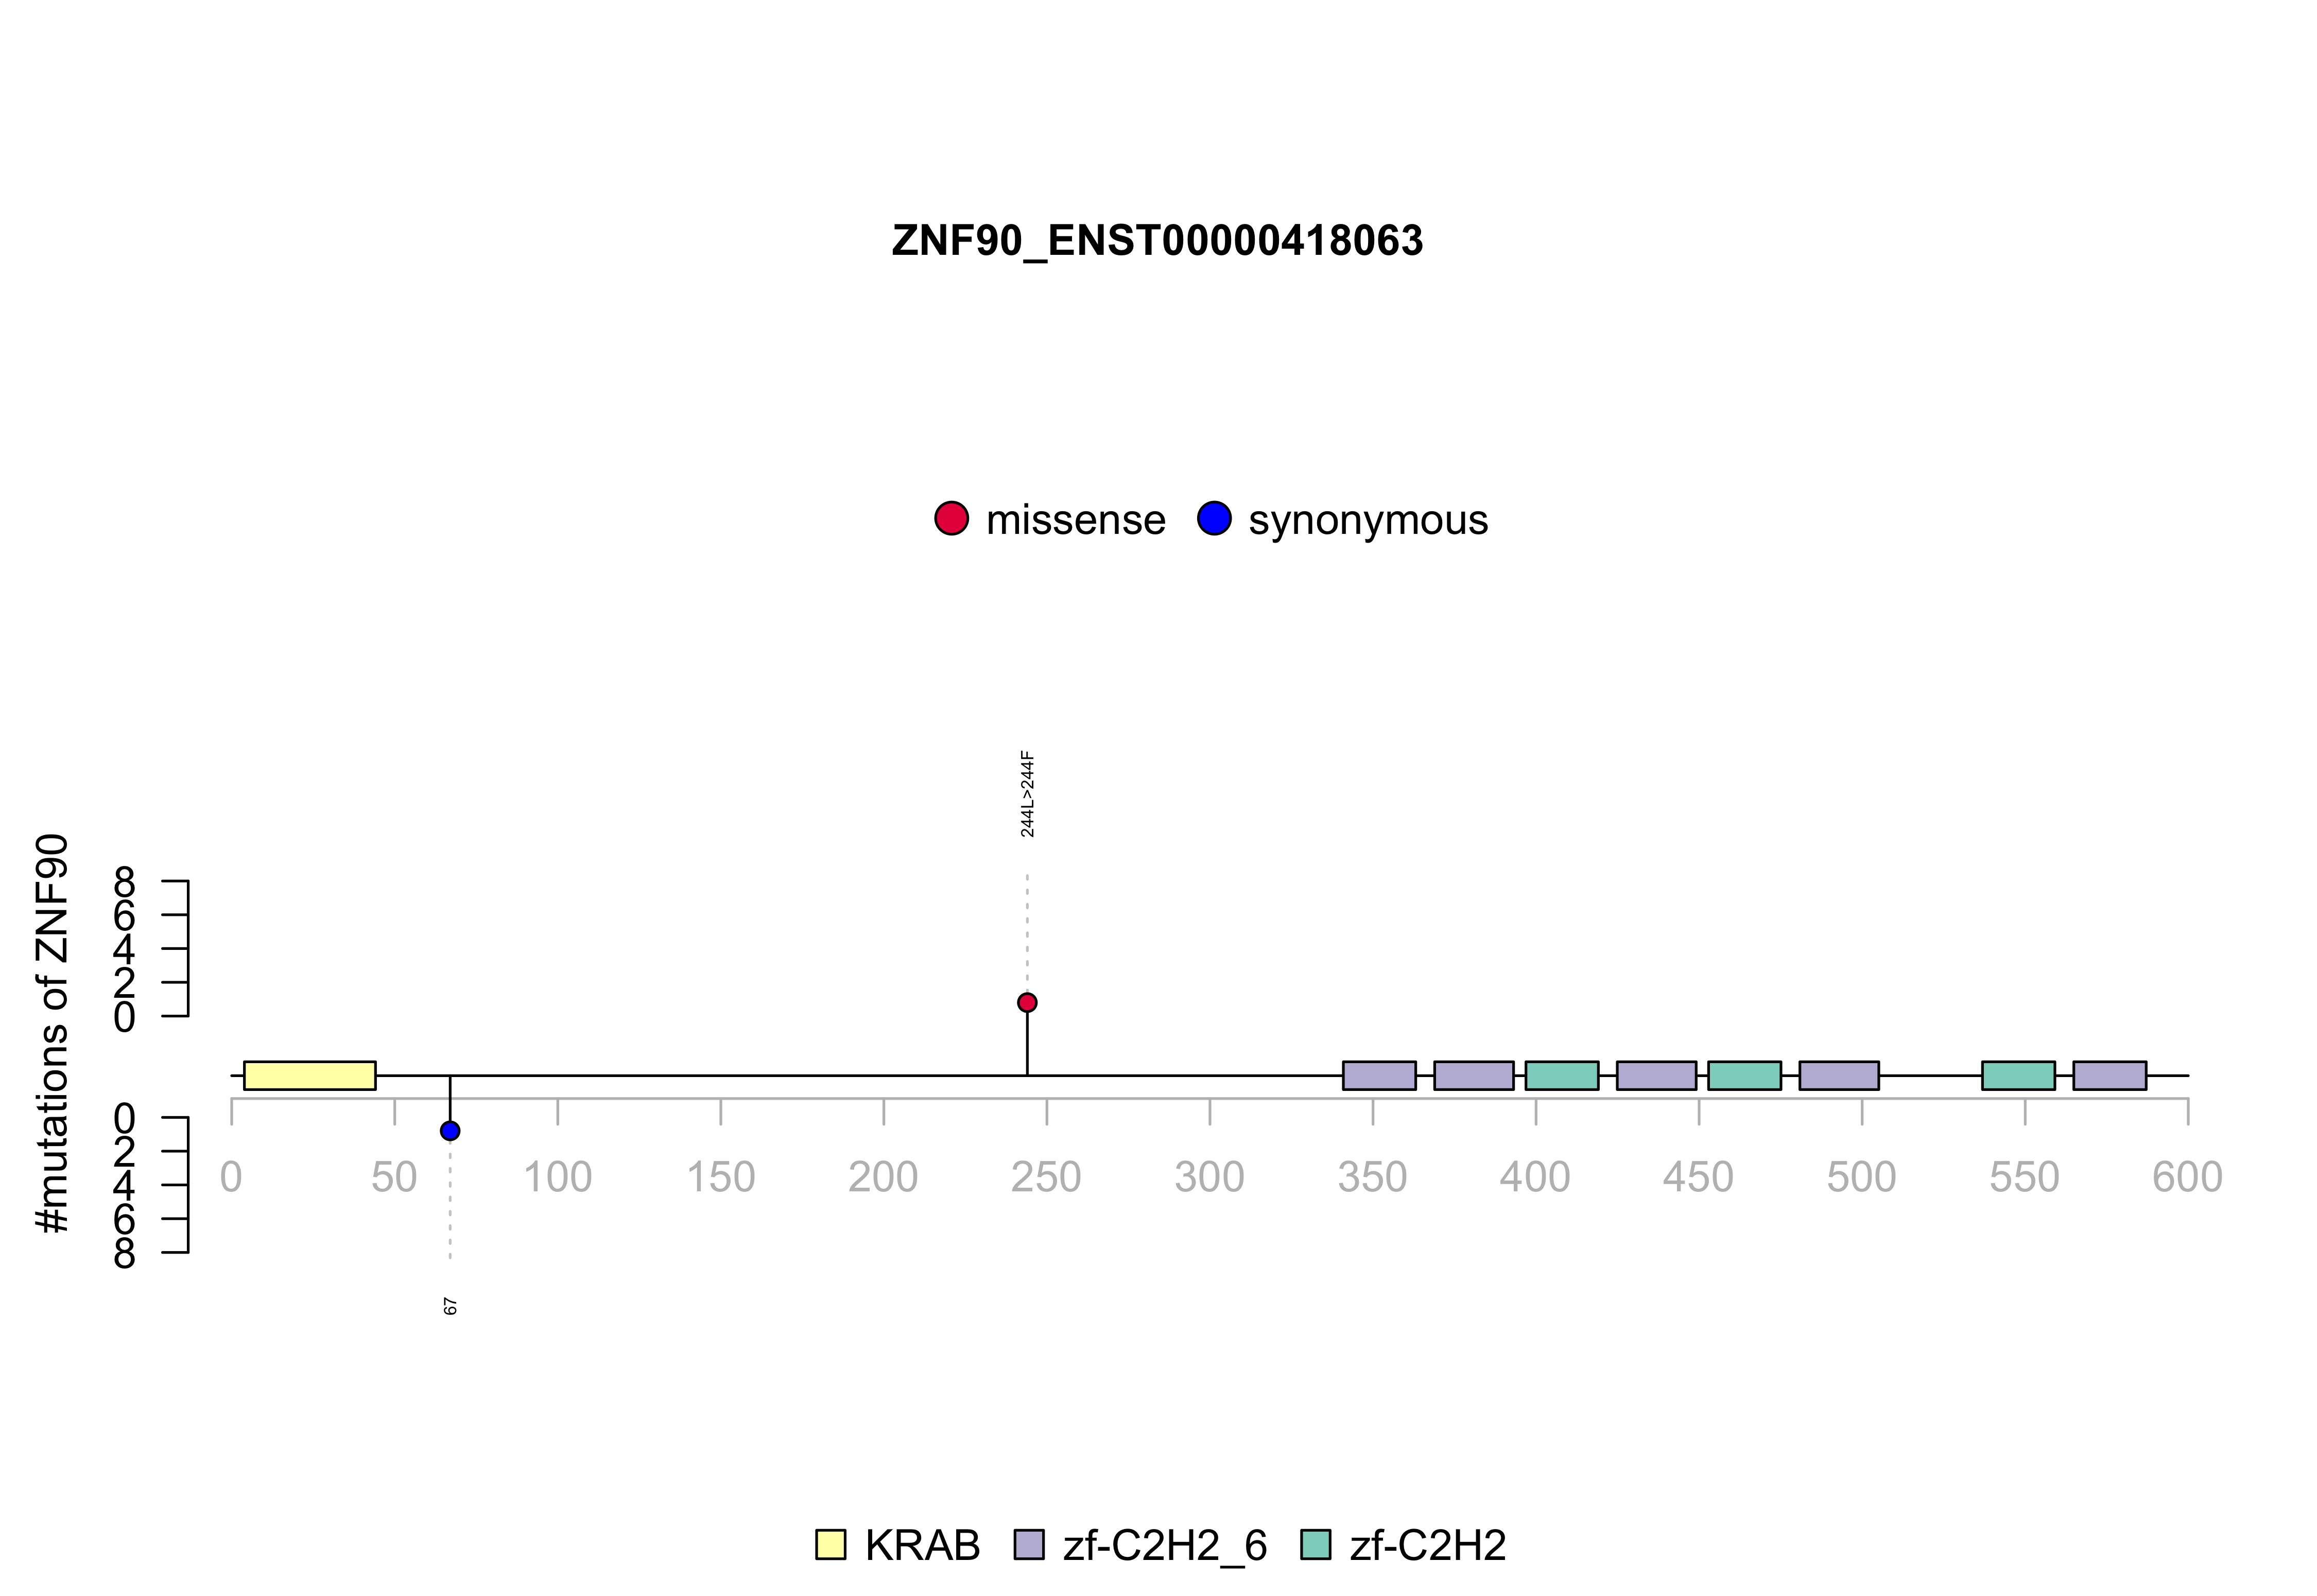 ZNF90_ENST00000418063
missense synonymous
244L>244F
#mutations of ZNF90
8
6
4
2
0
0
2
4
6
8
0 50 100 150 200 250 300 350 400 450 500 550 600
67
KRAB zf-C2H2_6 zf-C2H2